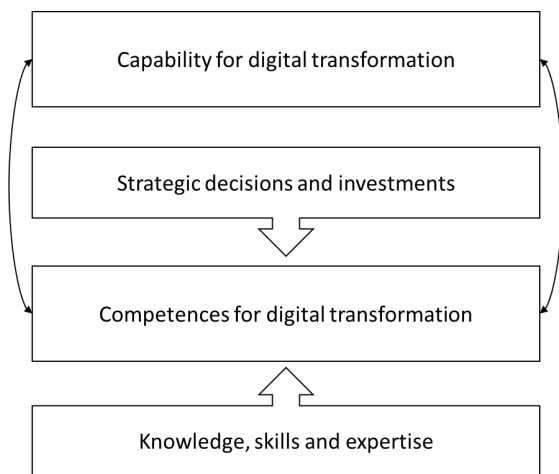 Capability for digital transformation
Strategic decisions and investments
Competences for digital transformation
Knowledge, skills and expertise